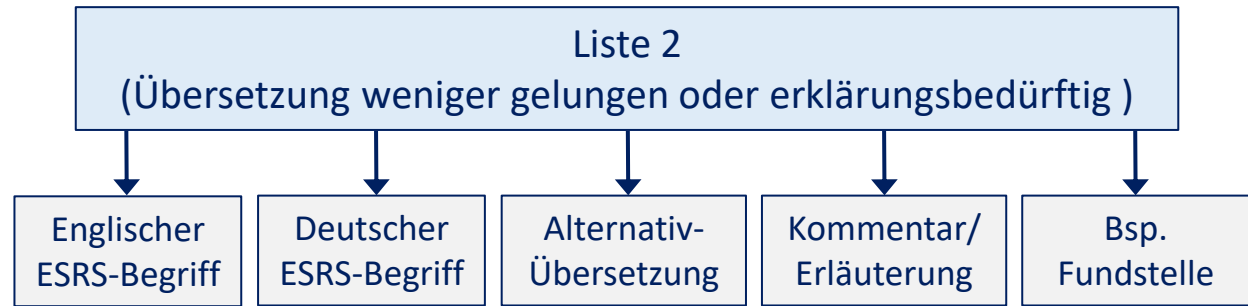 Liste 2
(Übersetzung weniger gelungen oder erklärungsbedürftig )
Englischer
ESRS-Begriff
Deutscher
ESRS-Begriff
Alternativ-
Übersetzung
Kommentar/
Erläuterung
Bsp.
Fundstelle